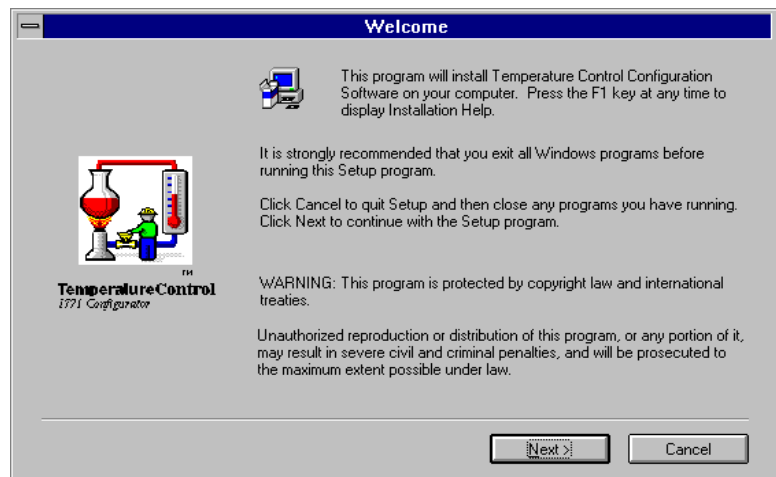 Welcome
This program will install Temperature Control Configuration
Software on your computer. Press the F1 key at any time to
display Installation Help.
It is strongly recommended that you exit all Windows programs before
running this Setup program.
Click Cancel to quit Setup and then close any programs you have running.
Click Next to continue with the Setup program.
TM
TemperatureControl
1771 Configurator
WARNING: This program is protected by copyright law and international
treaties.
Unauthorized reproduction or distribution of this program, or any portion of it,
may result in severe civil and criminal penalties, and will be prosecuted to
the maximum extent possible under law.
Next >
Cancel